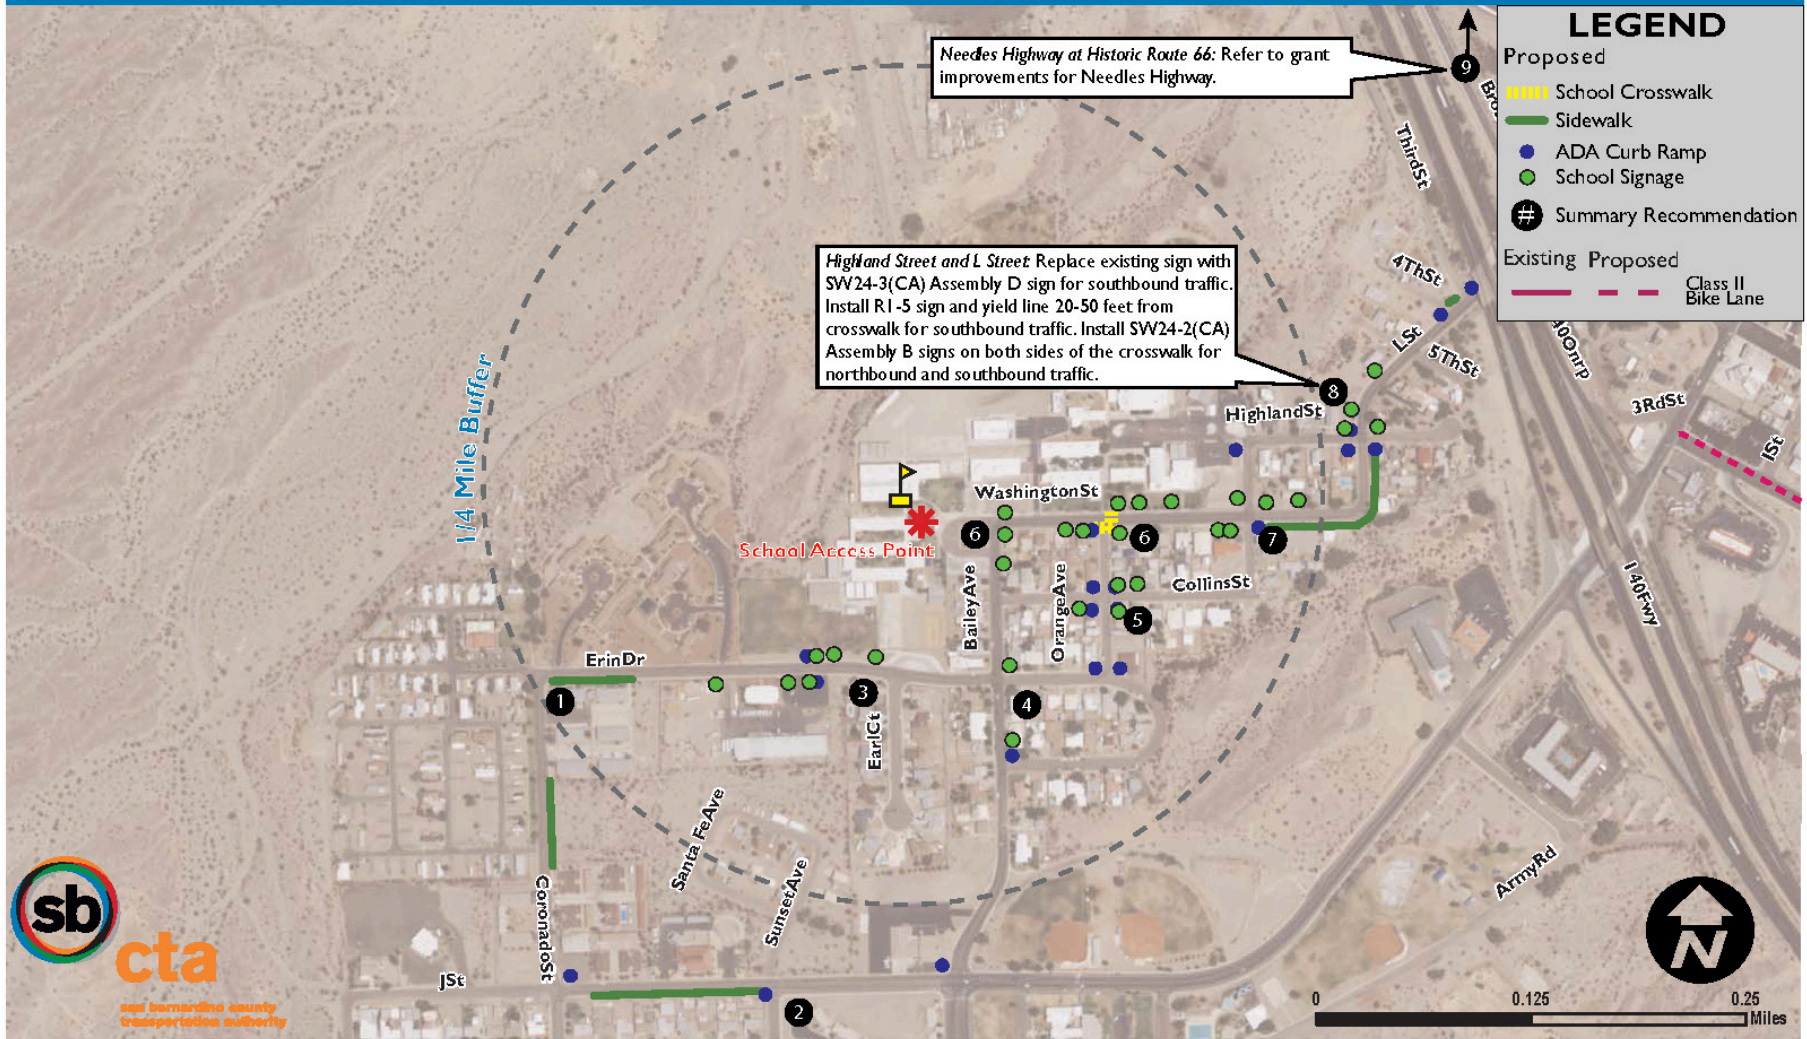 LEGEND
Proposed
School Crosswalk
Sidewalk
ADA Curb Ramp
School Signage
# Summary Recommendation
Existing Proposed
Class II
Bike Lane
Needles Highway at Historic Route 66: Refer to grant
improvements for Needles Highway.
9
ThirdSt
4ThSt
LSt
5ThSt
3RdSt
ISt
I 40Fwy
Highland Street and L Street: Replace existing sign with
SW24-3(CA) Assembly D sign for southbound traffic.
Install R1-5 sign and yield line 20-50 feet from
crosswalk for southbound traffic. Install SW24-2(CA)
Assembly B signs on both sides of the crosswalk for
northbound and southbound traffic.
8
HighlandSt
1/4 Mile Buffer
WashingtonSt
School Access Point
6
6
7
BaileyAve
OrangeAve
CollinsSt
5
ErinDr
1
3
4
EarlCt
Santa FeAve
SunsetAve
CoronadoSt
JSt
2
ArmyRd
sb
cta
san bernardino county
transportation authority
N
0 0.125 0.25
Miles